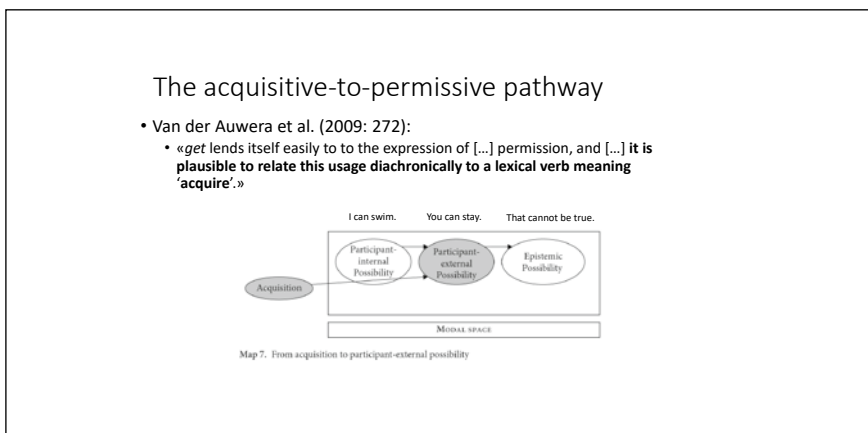 The acquisitive-to-permissive pathway
• Van der Auwera et al. (2009: 272):
• «get lends itself easily to to the expression of […] permission, and […] it is
plausible to relate this usage diachronically to a lexical verb meaning
‘acquire’.»
I can swim. You can stay. That cannot be true.
Participant-
internal
Possibility
Participant-
external
Possibility
Epistemic
Possibility
Acquisition
MODAL SPACE
Map 7. From acquisition to participant-external possibility